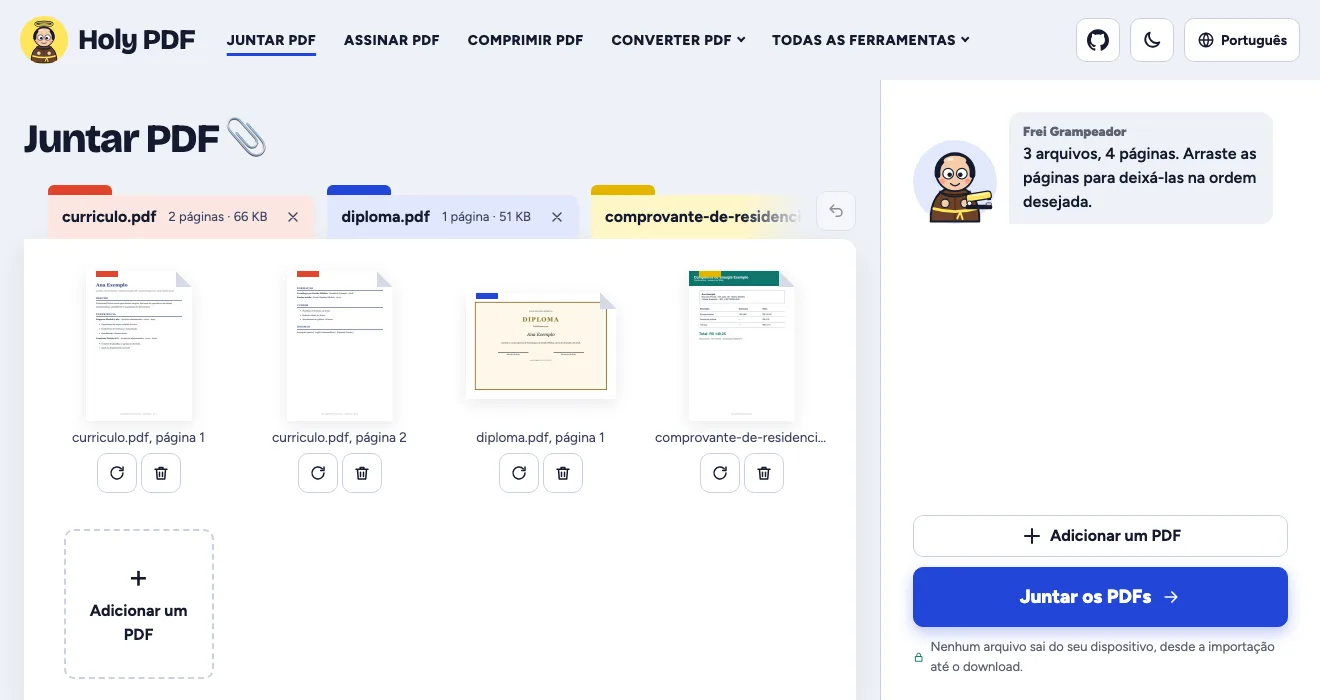 Holy PDF
JUNTAR PDF
ASSINAR PDF
COMPRIMIR PDF
CONVERTER PDF
TODAS AS FERRAMENTAS
Português
Juntar PDF
curriculo.pdf 2 páginas · 66 KB
diploma.pdf 1 página · 51 KB
comprovante-de-residenci
Ana Exemplo
DIPLOMA
Ana Exemplo
curriculo.pdf, página 1
curriculo.pdf, página 2
diploma.pdf, página 1
comprovante-de-residenci...
Adicionar um
PDF
Frei Grampeador
3 arquivos, 4 páginas. Arraste as
páginas para deixá-las na ordem
desejada.
Adicionar um PDF
Juntar os PDFs
Nenhum arquivo sai do seu dispositivo, desde a importação
até o download.